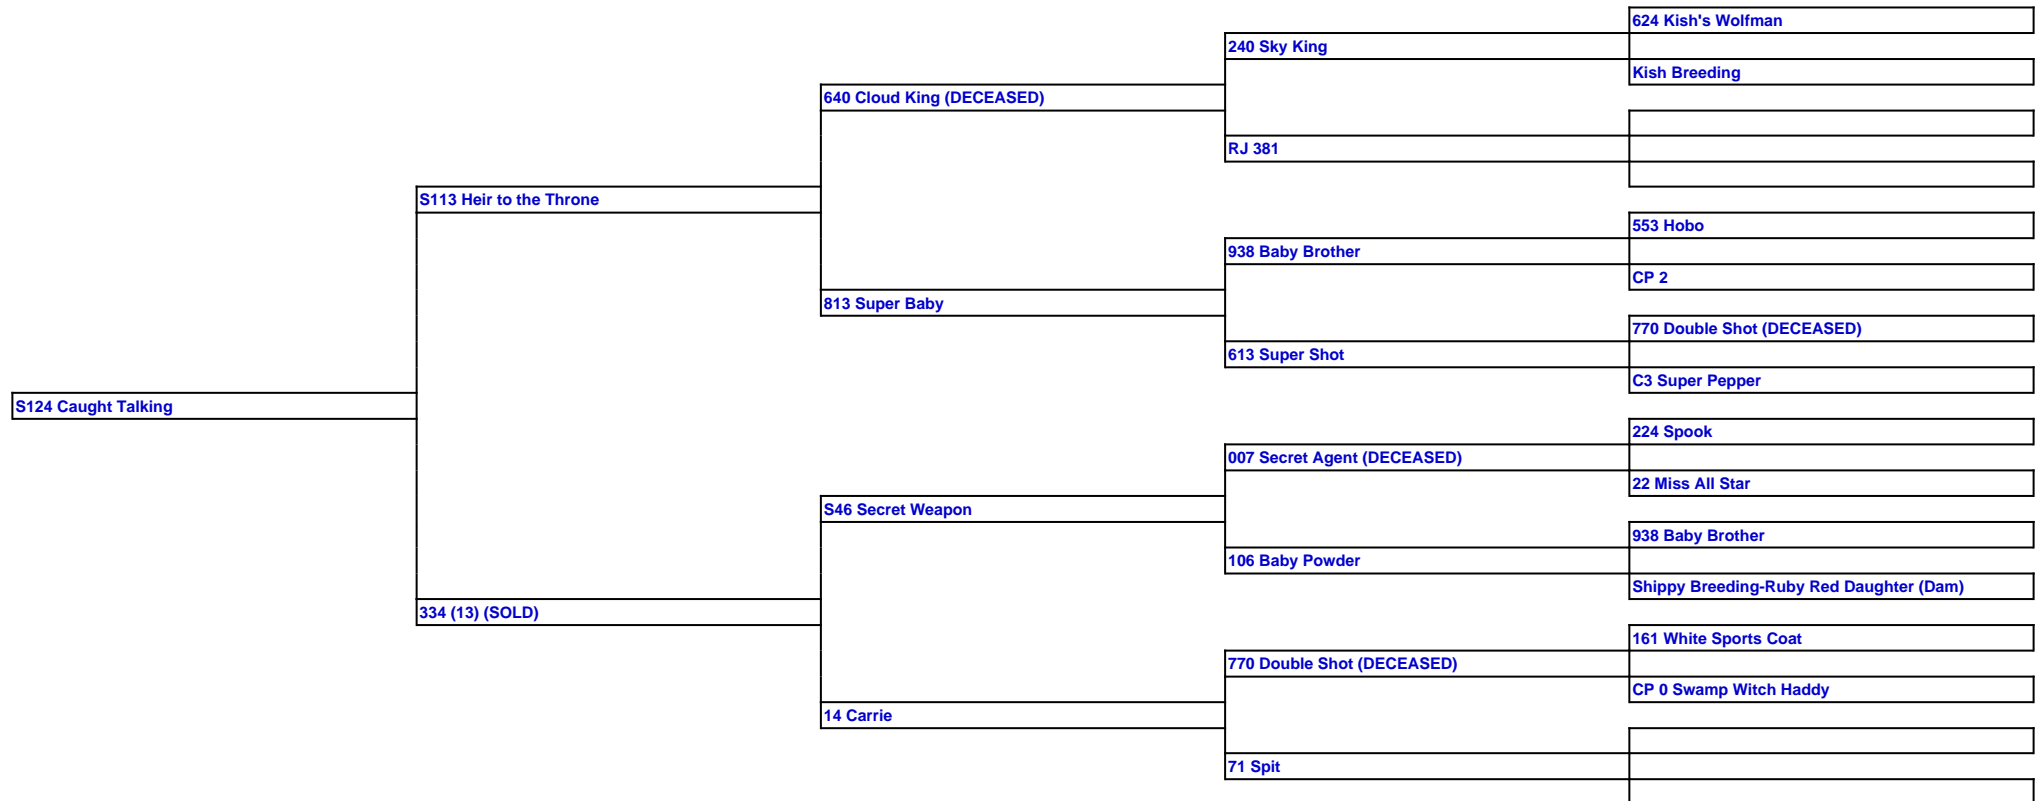 624 Kish's Wolfman
240 Sky King
Kish Breeding
640 Cloud King (DECEASED)
RJ 381
S113 Heir to the Throne
553 Hobo
938 Baby Brother
CP 2
813 Super Baby
770 Double Shot (DECEASED)
613 Super Shot
C3 Super Pepper
S124 Caught Talking
224 Spook
007 Secret Agent (DECEASED)
22 Miss All Star
S46 Secret Weapon
938 Baby Brother
106 Baby Powder
Shippy Breeding-Ruby Red Daughter (Dam)
334 (13) (SOLD)
161 White Sports Coat
770 Double Shot (DECEASED)
CP 0 Swamp Witch Haddy
14 Carrie
71 Spit